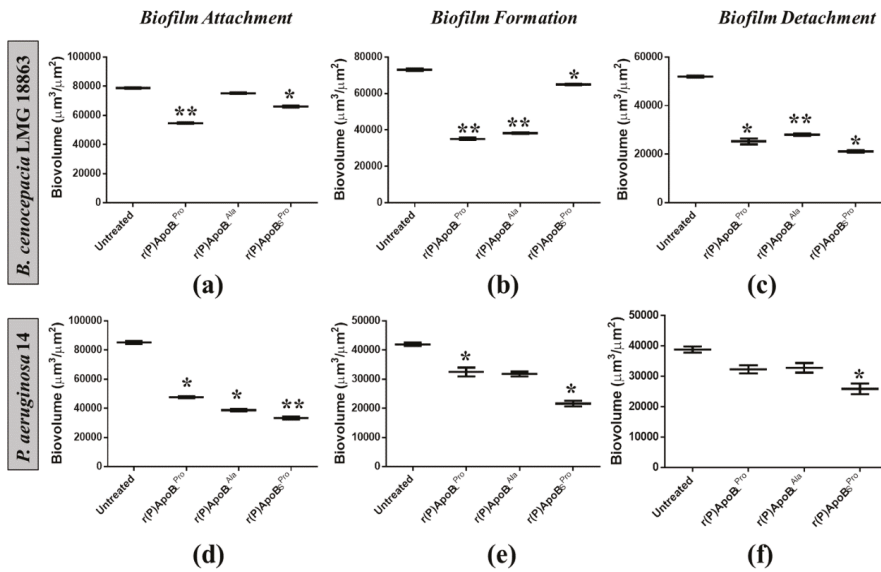 Biofilm Attachment
Biofilm Formation
Biofilm Detachment
B. cenocepacia LMG 18863
Biovolume (μm³/μm²)
100000
80000
60000
40000
20000
0
**
*
Untreated
r(P)ApoB_L^Pro
r(P)ApoB_L^Ala
r(P)ApoB_S^Pro
(a)
Biovolume (μm³/μm²)
80000
60000
40000
20000
0
**
**
*
Untreated
r(P)ApoB_L^Pro
r(P)ApoB_L^Ala
r(P)ApoB_S^Pro
(b)
Biovolume (μm³/μm²)
60000
40000
20000
0
*
**
*
Untreated
r(P)ApoB_L^Pro
r(P)ApoB_L^Ala
r(P)ApoB_S^Pro
(c)
P. aeruginosa 14
Biovolume (μm³/μm²)
100000
80000
60000
40000
20000
0
*
*
**
Untreated
r(P)ApoB_L^Pro
r(P)ApoB_L^Ala
r(P)ApoB_S^Pro
(d)
Biovolume (μm³/μm²)
50000
40000
30000
20000
10000
0
*
*
Untreated
r(P)ApoB_L^Pro
r(P)ApoB_L^Ala
r(P)ApoB_S^Pro
(e)
Biovolume (μm³/μm²)
50000
40000
30000
20000
10000
0
*
Untreated
r(P)ApoB_L^Pro
r(P)ApoB_L^Ala
r(P)ApoB_S^Pro
(f)